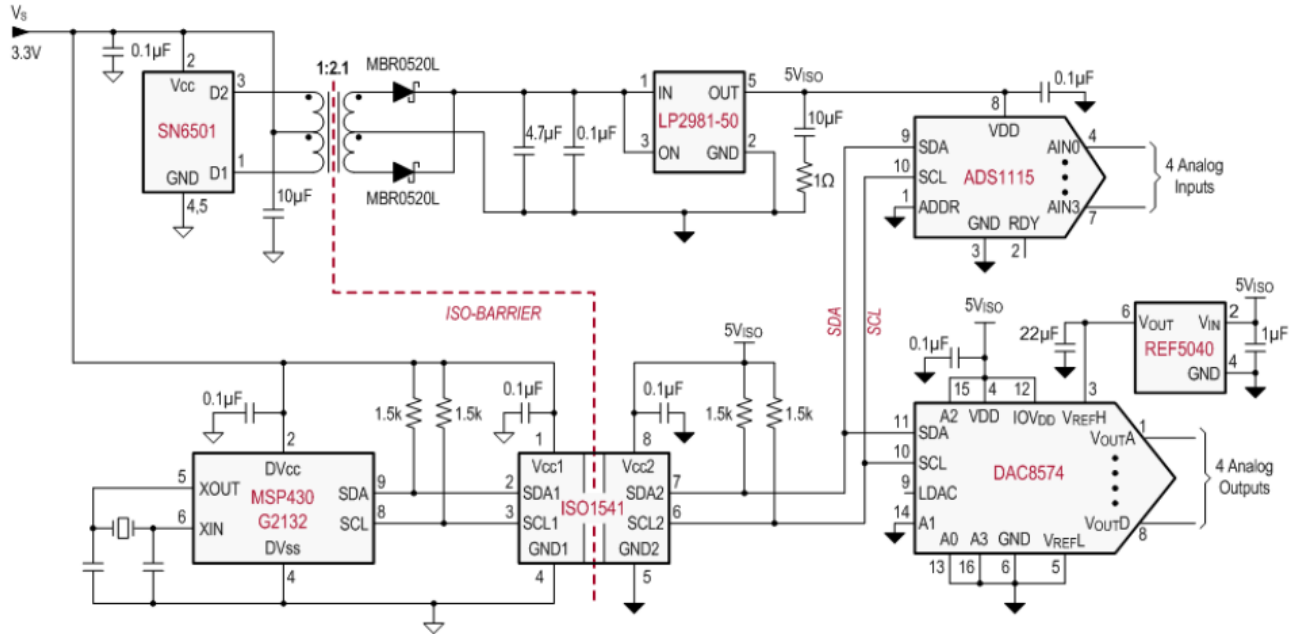 VS
3.3V
0.1µF
2
Vcc
D2
3
SN6501
D1
1
GND
4,5
10µF
1:2.1
MBR0520L
MBR0520L
4.7µF
0.1µF
1
IN
OUT
5
LP2981-50
3
ON
GND
2
5VISO
10µF
1Ω
0.1µF
8
VDD
9
SDA
AIN0
4
10
SCL
ADS1115
1
ADDR
AIN3
7
GND
RDY
3
2
4 Analog
Inputs
ISO-BARRIER
SDA
SCL
0.1µF
2
DVcc
5
XOUT
MSP430
SDA
9
6
XIN
G2132
SCL
8
DVss
4
1.5k
1.5k
0.1µF
1
Vcc1
2
SDA1
3
SCL1
GND1
4
ISO1541
5VISO
0.1µF
8
Vcc2
SDA2
7
SCL2
6
GND2
5
1.5k
1.5k
5VISO
0.1µF
15
4
12
3
A2
VDD
IOVDD
VREFH
11
SDA
VOUTA
1
10
SCL
DAC8574
9
LDAC
14
A1
VOUTD
8
A0
A3
GND
VREFL
13
16
6
5
4 Analog
Outputs
22µF
6
VOUT
VIN
2
REF5040
GND
4
5VISO
1µF